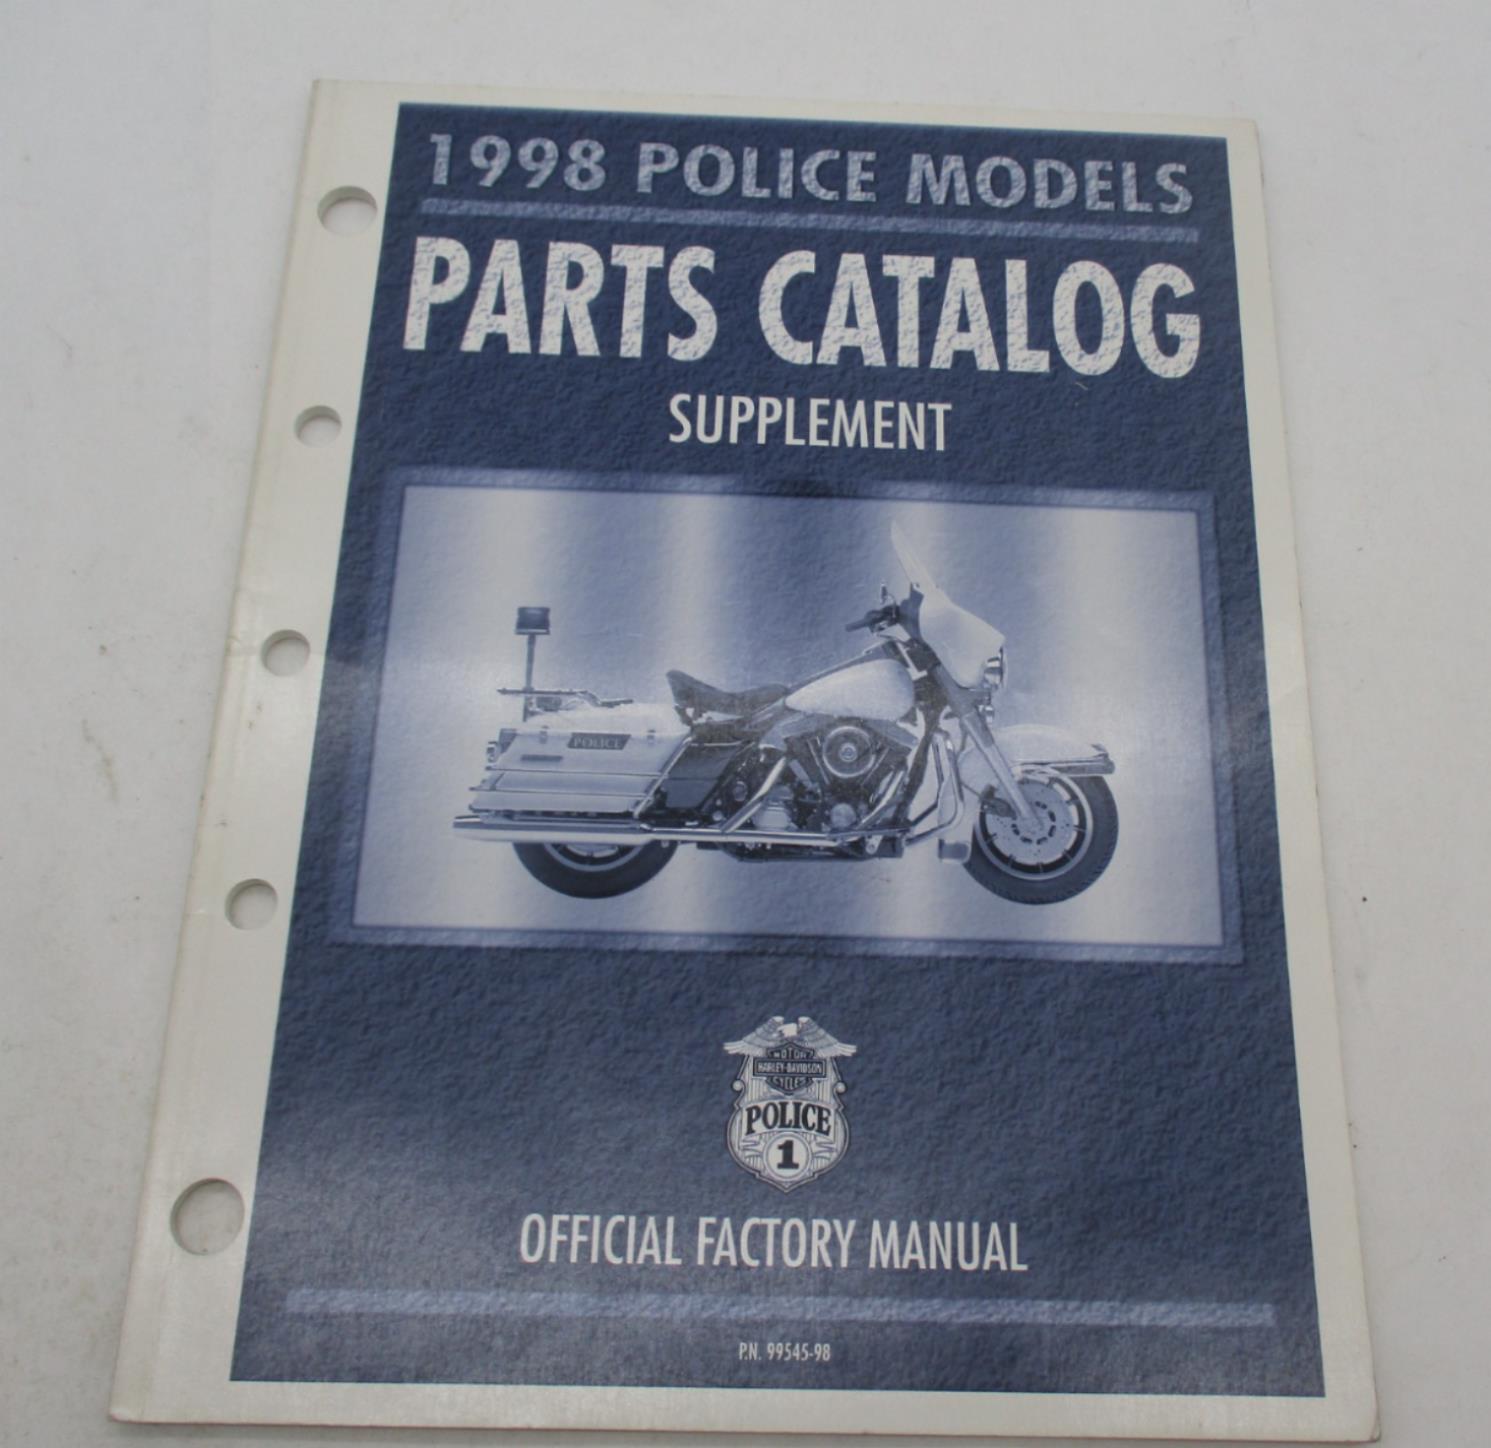 1998 POLICE MODELS
PARTS CATALOG
SUPPLEMENT
POLICE
MOTOR
HARLEY-DAVIDSON
CYCLES
POLICE
1
OFFICIAL FACTORY MANUAL
P.N. 99545-98